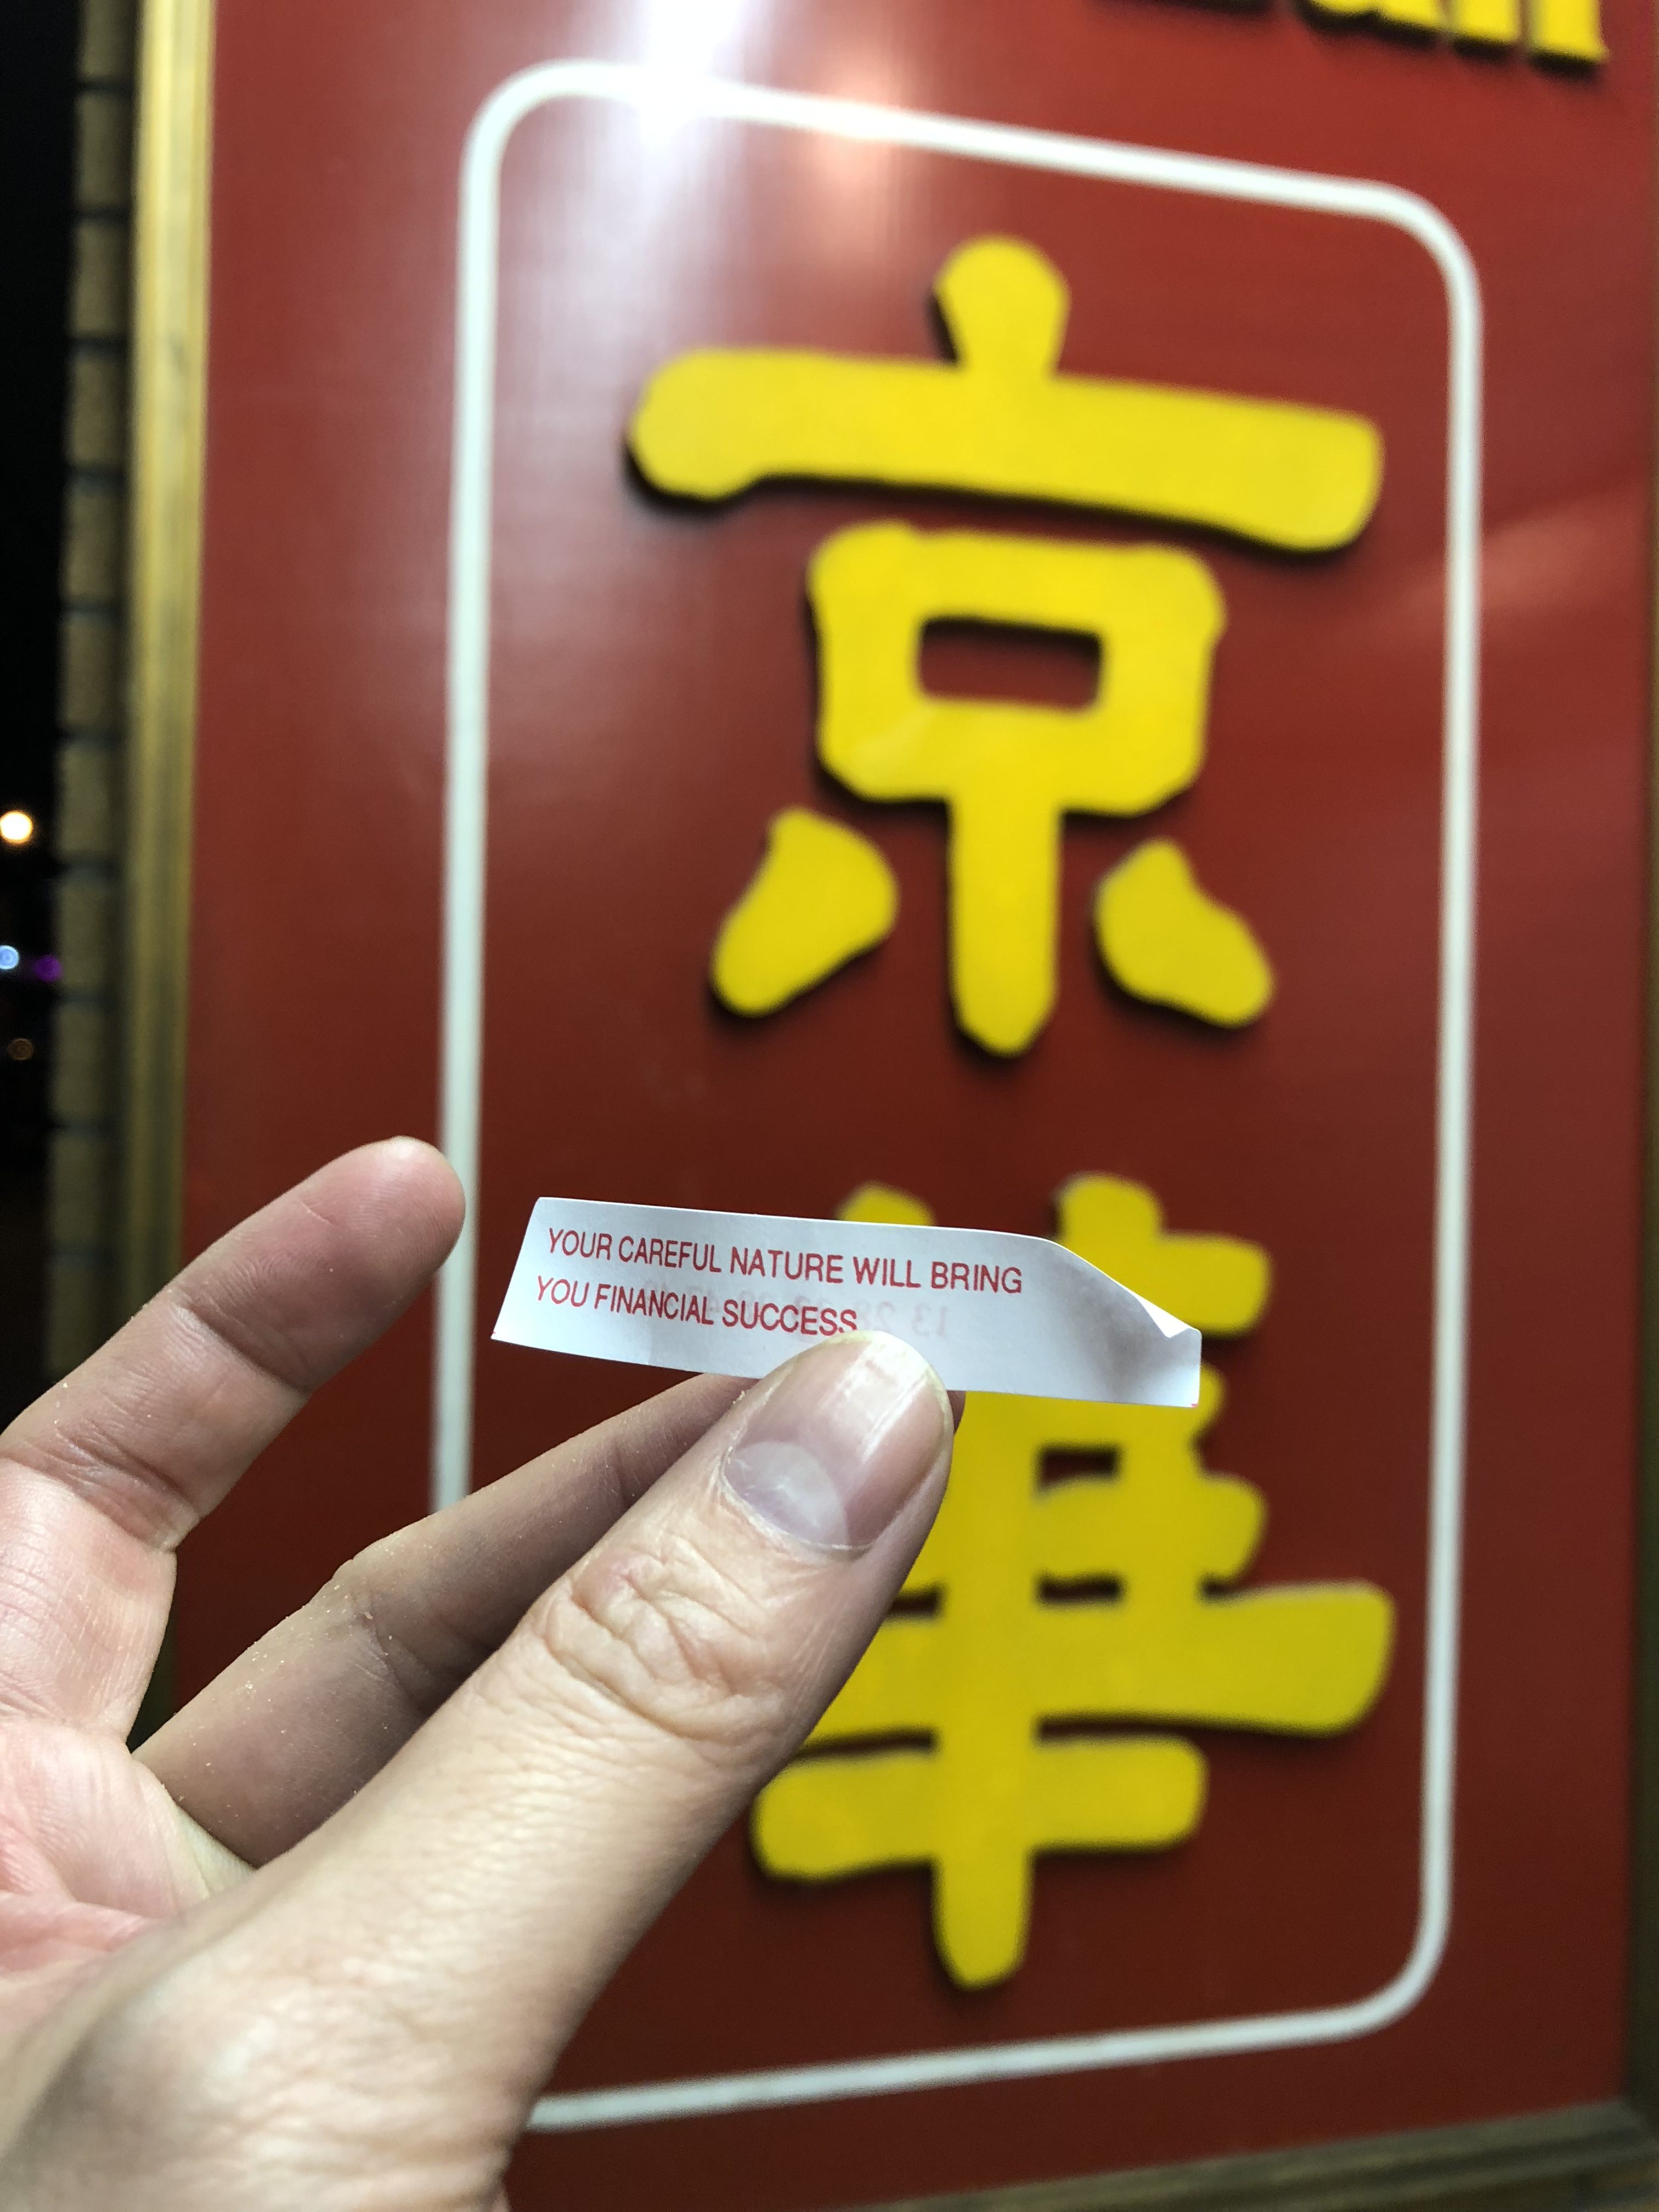 京
華
YOUR CAREFUL NATURE WILL BRING
YOU FINANCIAL SUCCESS